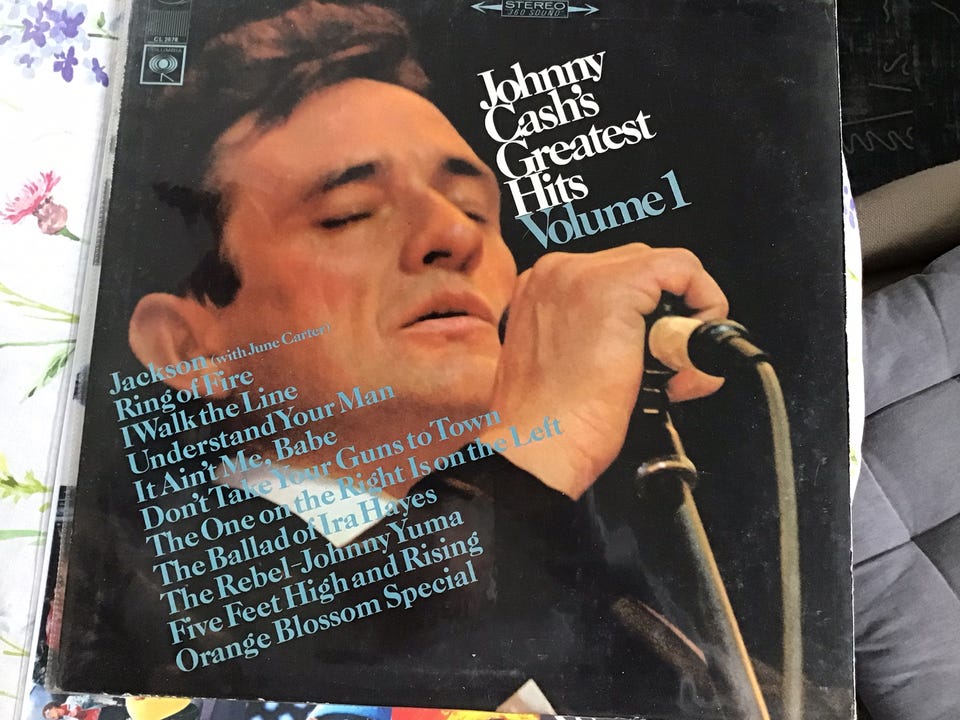 STEREO
360 SOUND
CL 2678
COLUMBIA
Johnny
Cash's
Greatest
Hits
Volume 1
Jackson (with June Carter)
Ring of Fire
I Walk the Line
Understand Your Man
It Ain't Me, Babe
Don't Take Your Guns to Town
The One on the Right Is on the Left
The Ballad of Ira Hayes
The Rebel-Johnny Yuma
Five Feet High and Rising
Orange Blossom Special